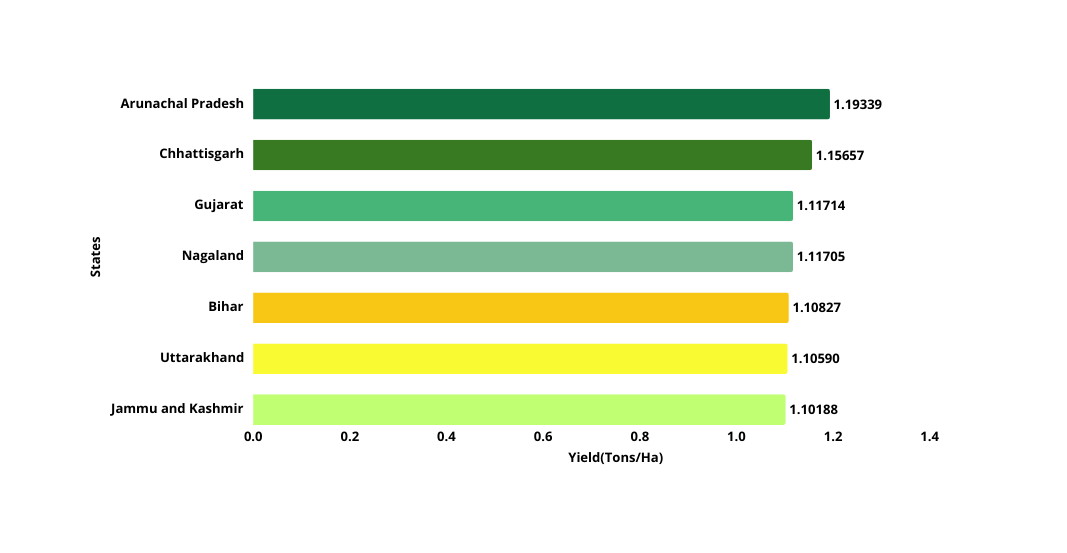 Arunachal Pradesh 1.19339
Chhattisgarh 1.15657
Gujarat 1.11714
Nagaland 1.11705
States
Bihar 1.10827
Uttarakhand 1.10590
Jammu and Kashmir 1.10188
0.0 0.2 0.4 0.6 0.8 1.0 1.2 1.4
Yield(Tons/Ha)